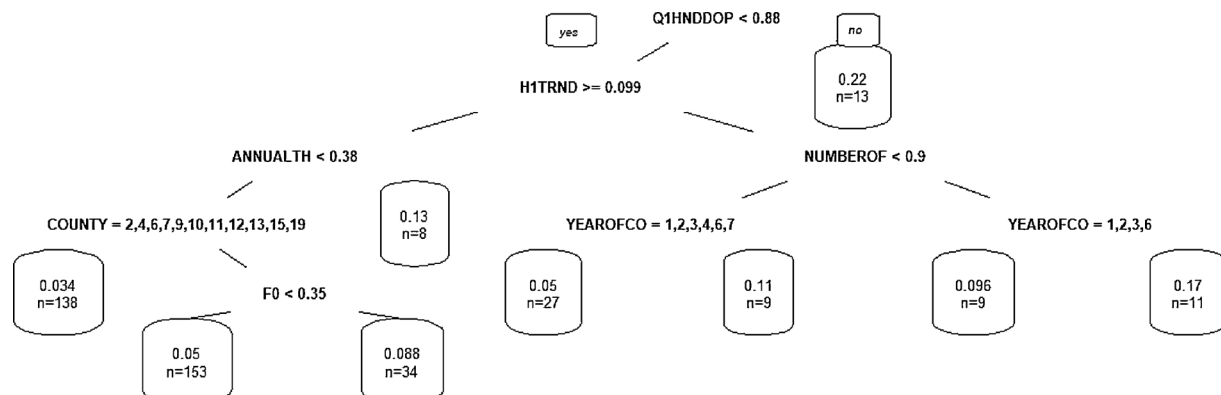 Q1HNDDOP < 0.88
yes
no
H1TRND >= 0.099
0.22
n=13
ANNUALTH < 0.38
NUMBEROF < 0.9
COUNTY = 2,4,6,7,9,10,11,12,13,15,19
0.13
n=8
YEAROFCO = 1,2,3,4,6,7
YEAROFCO = 1,2,3,6
0.034
n=138
F0 < 0.35
0.05
n=27
0.11
n=9
0.096
n=9
0.17
n=11
0.05
n=153
0.088
n=34